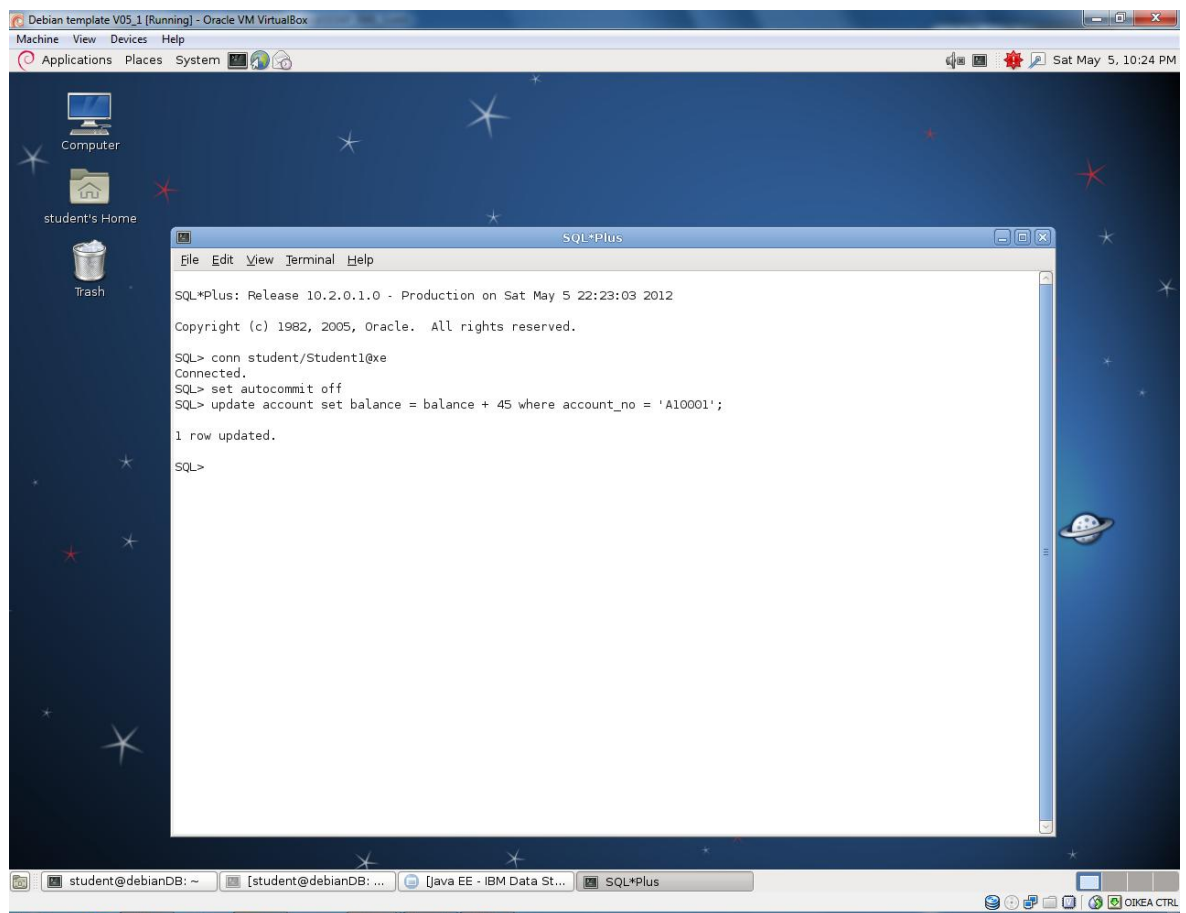 Debian template V05_1 [Running] - Oracle VM VirtualBox
Machine View Devices Help
Applications Places System
Sat May 5, 10:24 PM
Computer
student's Home
Trash
SQL*Plus
File Edit View Terminal Help
SQL*Plus: Release 10.2.0.1.0 - Production on Sat May 5 22:23:03 2012
Copyright (c) 1982, 2005, Oracle.  All rights reserved.
SQL> conn student/Student1@xe
Connected.
SQL> set autocommit off
SQL> update account set balance = balance + 45 where account_no = 'A10001';
1 row updated.
SQL>
student@debianDB: ~
[student@debianDB: ...
[Java EE - IBM Data St...
SQL*Plus
OIKEA CTRL